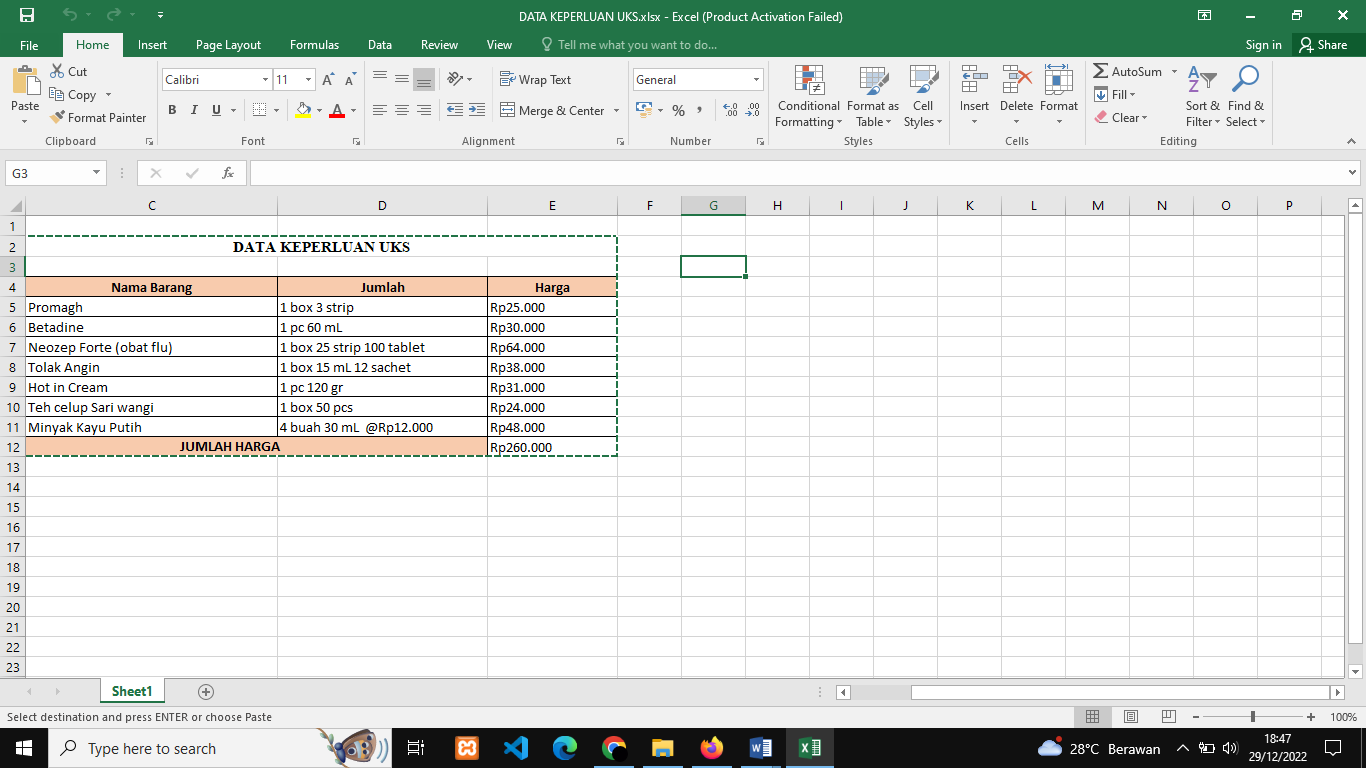 DATA KEPERLUAN UKS.xlsx - Excel (Product Activation Failed)
File Home Insert Page Layout Formulas Data Review View Tell me what you want to do... Sign in Share
Paste
Cut
Copy
Format Painter
Clipboard
Calibri 11
B I U
Font
Wrap Text
Merge & Center
Alignment
General
%
Number
Conditional Formatting
Format as Table
Cell Styles
Styles
Insert Delete Format
Cells
AutoSum
Fill
Clear
Sort & Filter
Find & Select
Editing
G3 fx
C D E F G H I J K L M N O P
1
2 DATA KEPERLUAN UKS
3
4 Nama Barang Jumlah Harga
5 Promagh 1 box 3 strip Rp25.000
6 Betadine 1 pc 60 mL Rp30.000
7 Neozep Forte (obat flu) 1 box 25 strip 100 tablet Rp64.000
8 Tolak Angin 1 box 15 mL 12 sachet Rp38.000
9 Hot in Cream 1 pc 120 gr Rp31.000
10 Teh celup Sari wangi 1 box 50 pcs Rp24.000
11 Minyak Kayu Putih 4 buah 30 mL @Rp12.000 Rp48.000
12 JUMLAH HARGA Rp260.000
13
14
15
16
17
18
19
20
21
22
23
Sheet1
Select destination and press ENTER or choose Paste 100%
Type here to search 28°C Berawan 18:47
29/12/2022